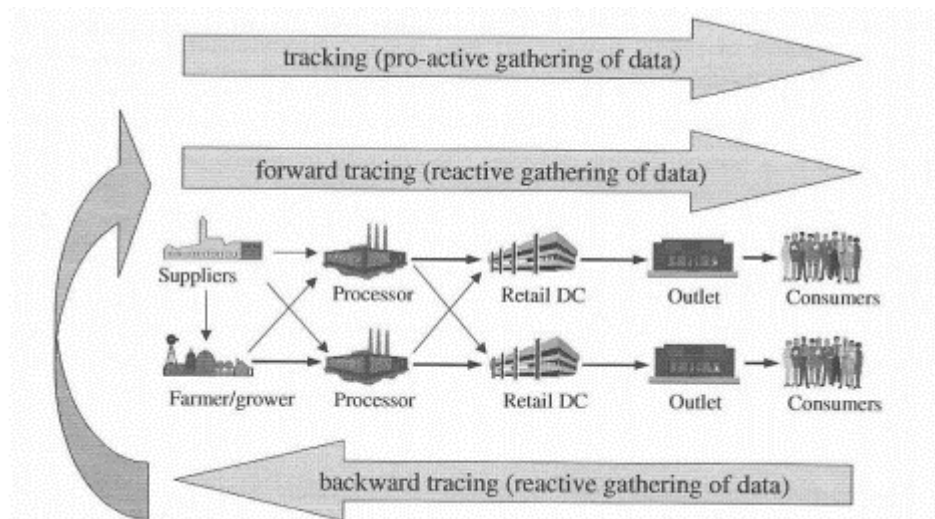 tracking (pro-active gathering of data)
forward tracing (reactive gathering of data)
Suppliers
Processor
Retail DC
Outlet
Consumers
Farmer/grower
Processor
Retail DC
Outlet
Consumers
backward tracing (reactive gathering of data)